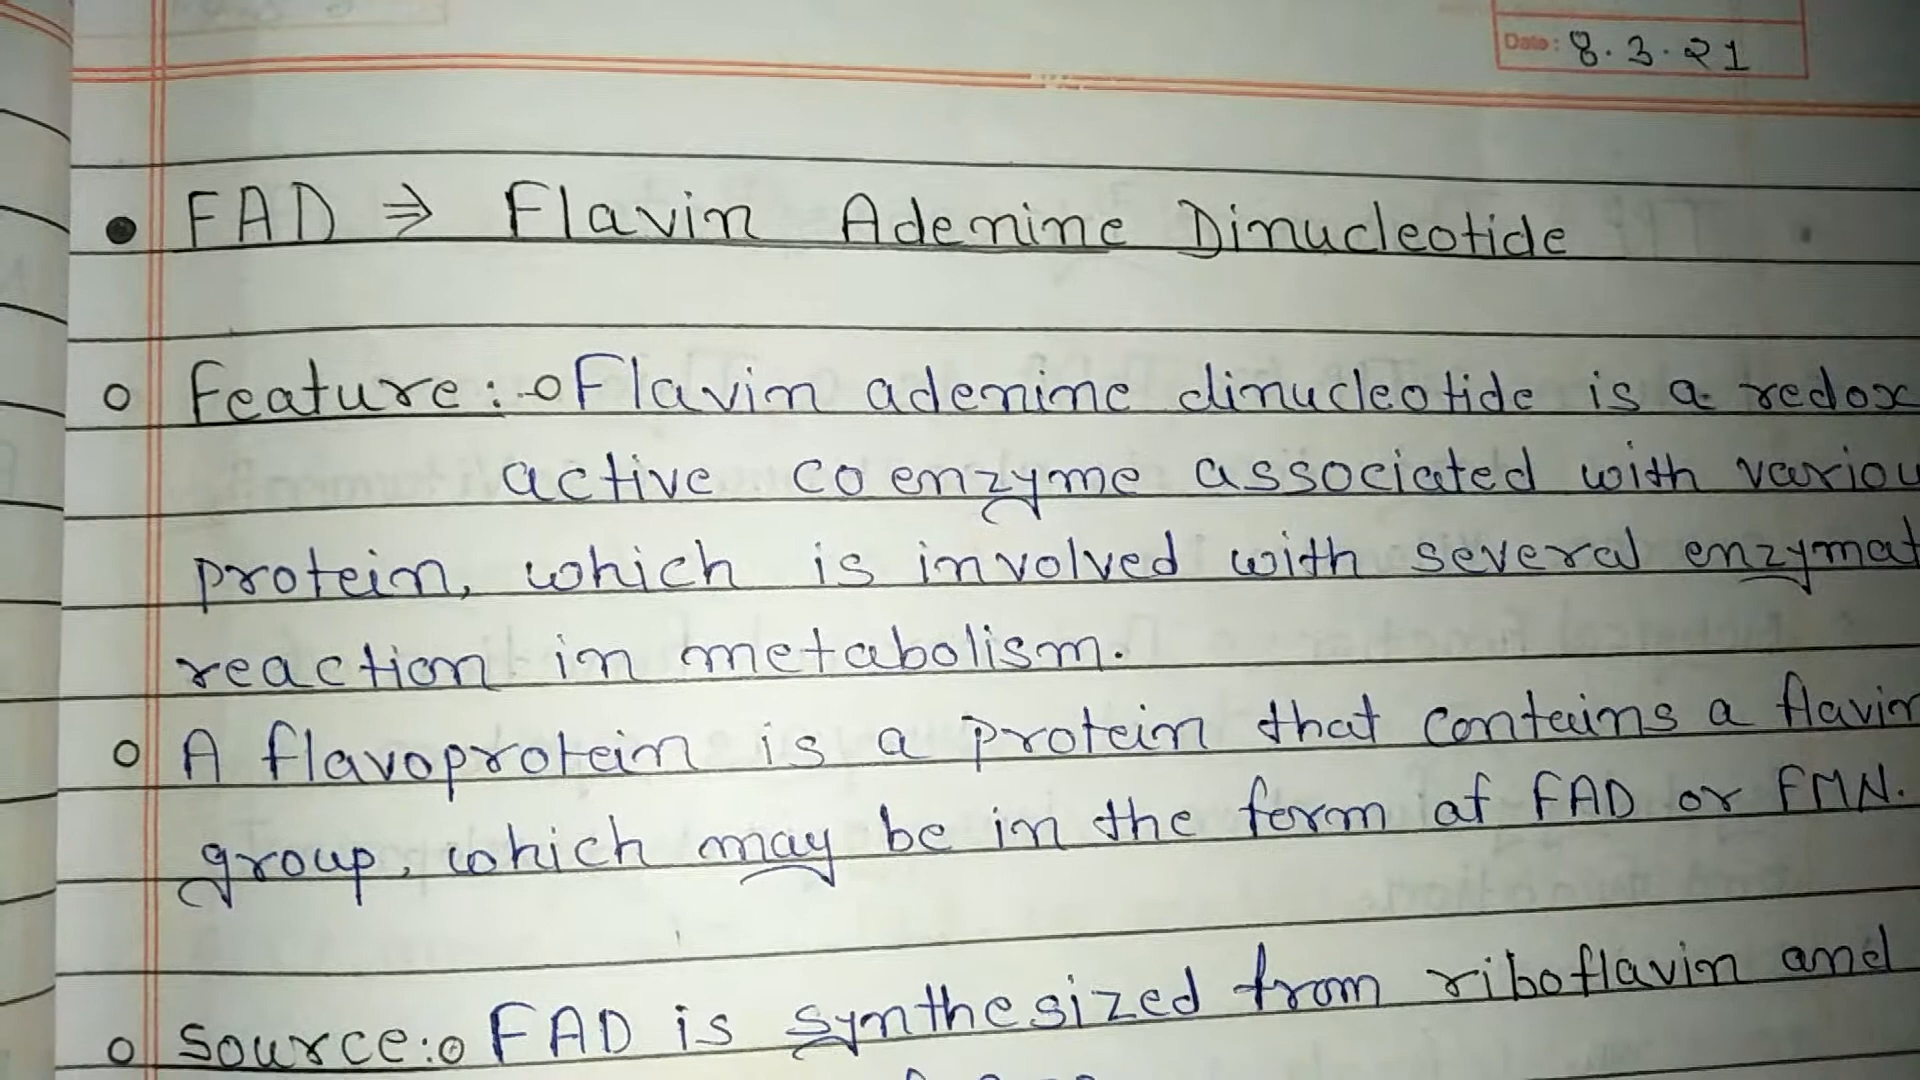 Date: 8.3.21
• FAD ⇒ Flavin Adenine Dinucleotide
o Feature:-o Flavin adenine dinucleotide is a redox
active coenzyme associated with variou
protein, which is involved with several enzymat
reaction in metabolism.
o A flavoprotein is a protein that contains a flavin
group, which may be in the form of FAD or FMN.
o Source:o FAD is synthesized from riboflavin and